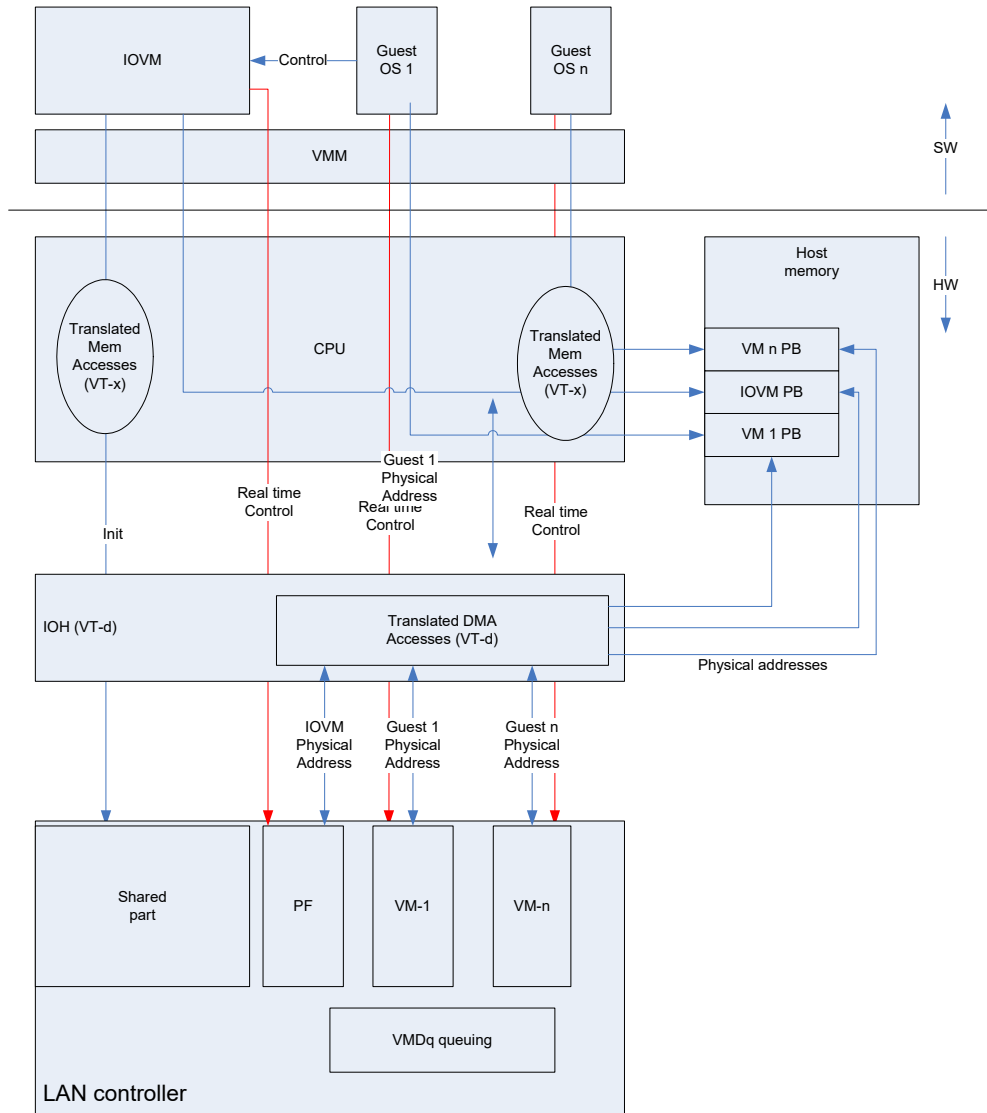 IOVM
Control
Guest
OS 1
Guest
OS n
VMM
SW
HW
Host
memory
Translated
Mem
Accesses
(VT-x)
CPU
Translated
Mem
Accesses
(VT-x)
VM n PB
IOVM PB
VM 1 PB
Guest 1
Physical
Address
Real time
Control
Real time
Control
Real time
Control
Init
IOH (VT-d)
Translated DMA
Accesses (VT-d)
Physical addresses
IOVM
Physical
Address
Guest 1
Physical
Address
Guest n
Physical
Address
Shared
part
PF
VM-1
VM-n
VMDq queuing
LAN controller